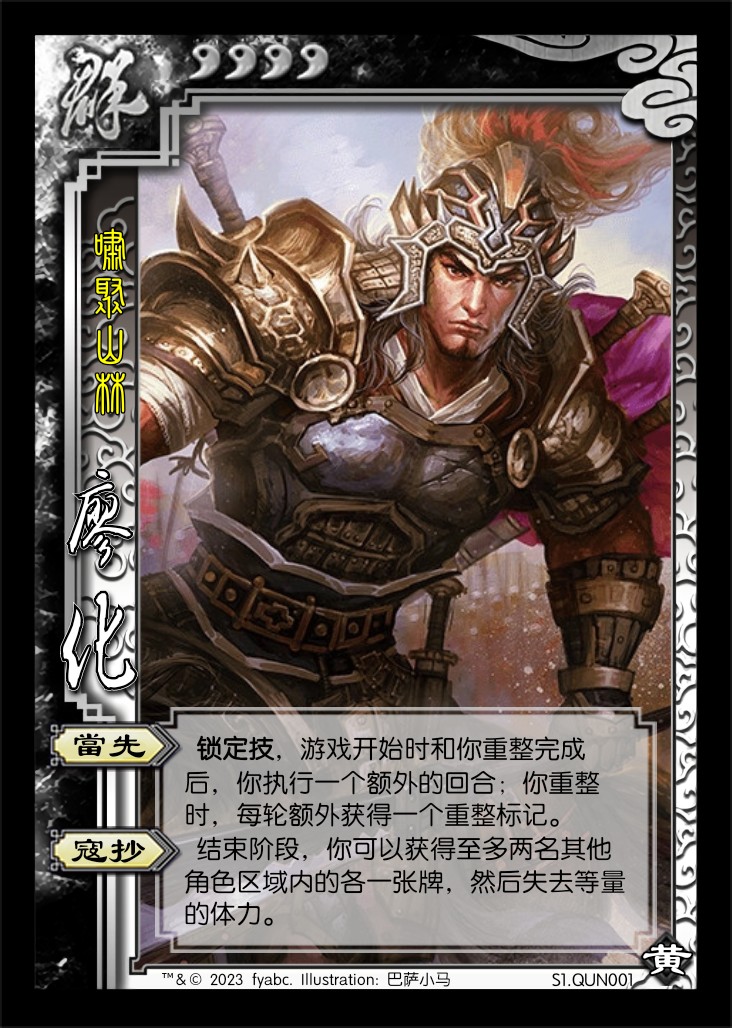 群
嘯聚山林
廖化
當先
锁定技，游戏开始时和你重整完成
后，你执行一个额外的回合；你重整
时，每轮额外获得一个重整标记。
寇抄
结束阶段，你可以获得至多两名其他
角色区域内的各一张牌，然后失去等量
的体力。
黄
™&© 2023 fyabc. Illustration: 巴萨小马
S1.QUN001